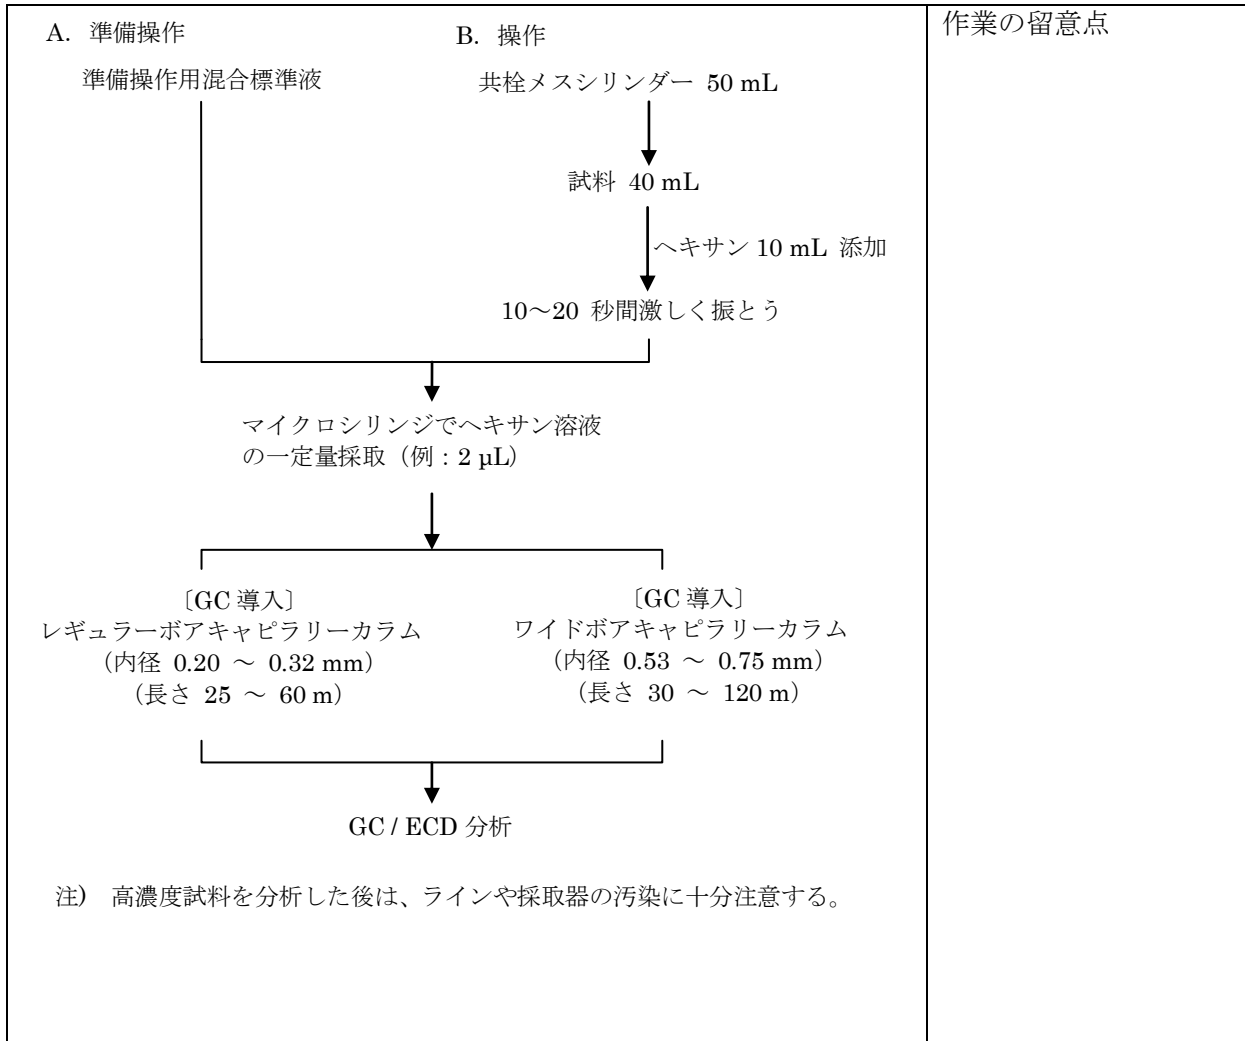 A. 準備操作
準備操作用混合標準液
B. 操作
共栓メスシリンダー 50 mL
試料 40 mL
ヘキサン 10 mL 添加
10～20 秒間激しく振とう
マイクロシリンジでヘキサン溶液
の一定量採取（例：2 µL）
〔GC 導入〕
レギュラーボアキャピラリーカラム
（内径 0.20 ～ 0.32 mm）
（長さ 25 ～ 60 m）
〔GC 導入〕
ワイドボアキャピラリーカラム
（内径 0.53 ～ 0.75 mm）
（長さ 30 ～ 120 m）
GC / ECD 分析
注） 高濃度試料を分析した後は、ラインや採取器の汚染に十分注意する。
作業の留意点